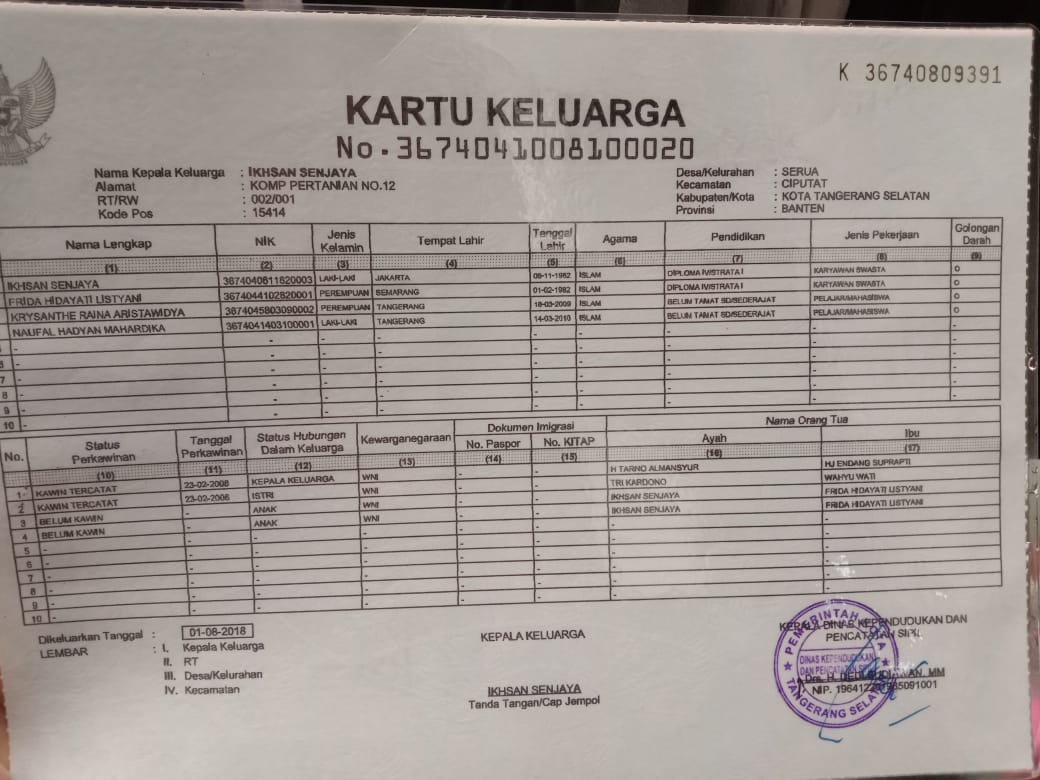 K 36740809391
KARTU KELUARGA
No.3674041008100020
Nama Kepala Keluarga : IKHSAN SENJAYA
Alamat : KOMP PERTANIAN NO.12
RT/RW : 002/001
Kode Pos : 15414
Desa/Kelurahan : SERUA
Kecamatan : CIPUTAT
Kabupaten/Kota : KOTA TANGERANG SELATAN
Provinsi : BANTEN
Nama Lengkap NIK Jenis Kelamin Tempat Lahir Tanggal Lahir Agama Pendidikan Jenis Pekerjaan Golongan Darah
(1) (2) (3) (4) (5) (6) (7) (8) (9)
IKHSAN SENJAYA 3674040611820003 LAKI-LAKI JAKARTA 06-11-1982 ISLAM DIPLOMA IV/STRATA I KARYAWAN SWASTA O
FRIDA HIDAYATI LISTYANI 3674044102820001 PEREMPUAN SEMARANG 01-02-1982 ISLAM DIPLOMA IV/STRATA I KARYAWAN SWASTA O
KRYSANTHE RAINA ARISTAWIDYA 3674045803090002 PEREMPUAN TANGERANG 18-03-2009 ISLAM BELUM TAMAT SD/SEDERAJAT PELAJAR/MAHASISWA O
NAUFAL HADYAN MAHARDIKA 3674041403100001 LAKI-LAKI TANGERANG 14-03-2010 ISLAM BELUM TAMAT SD/SEDERAJAT PELAJAR/MAHASISWA O
- - - - - - - - -
6 - - - - - - - - -
7 - - - - - - - - -
8 - - - - - - - - -
9 - - - - - - - - -
10 - - - - - - - - -
No. Status Perkawinan Tanggal Perkawinan Status Hubungan Dalam Keluarga Kewarganegaraan Dokumen Imigrasi Nama Orang Tua
No. Paspor No. KITAP Ayah Ibu
(10) (11) (12) (13) (14) (15) (16) (17)
1 KAWIN TERCATAT 23-02-2008 KEPALA KELUARGA WNI - - H TARNO ALMANSYUR HJ ENDANG SUPRAPTI
2 KAWIN TERCATAT 23-02-2008 ISTRI WNI - - TRI KARDONO WAHYU WATI
3 BELUM KAWIN - ANAK WNI - - IKHSAN SENJAYA FRIDA HIDAYATI LISTYANI
4 BELUM KAWIN - ANAK WNI - - IKHSAN SENJAYA FRIDA HIDAYATI LISTYANI
5 - - - - - - - -
6 - - - - - - - -
7 - - - - - - - -
8 - - - - - - - -
9 - - - - - - - -
10 - - - - - - - -
Dikeluarkan Tanggal : 01-08-2018
LEMBAR : I. Kepala Keluarga
II. RT
III. Desa/Kelurahan
IV. Kecamatan
KEPALA KELUARGA
IKHSAN SENJAYA
Tanda Tangan/Cap Jempol
KEPALA DINAS KEPENDUDUKAN DAN
PENCATATAN SIPIL
PEMERINTAH KOTA
DINAS KEPENDUDUKAN
DAN PENCATATAN SIPIL
TANGERANG SELATAN
Drs. H. DEDI BUDIAWAN, MM
NIP.